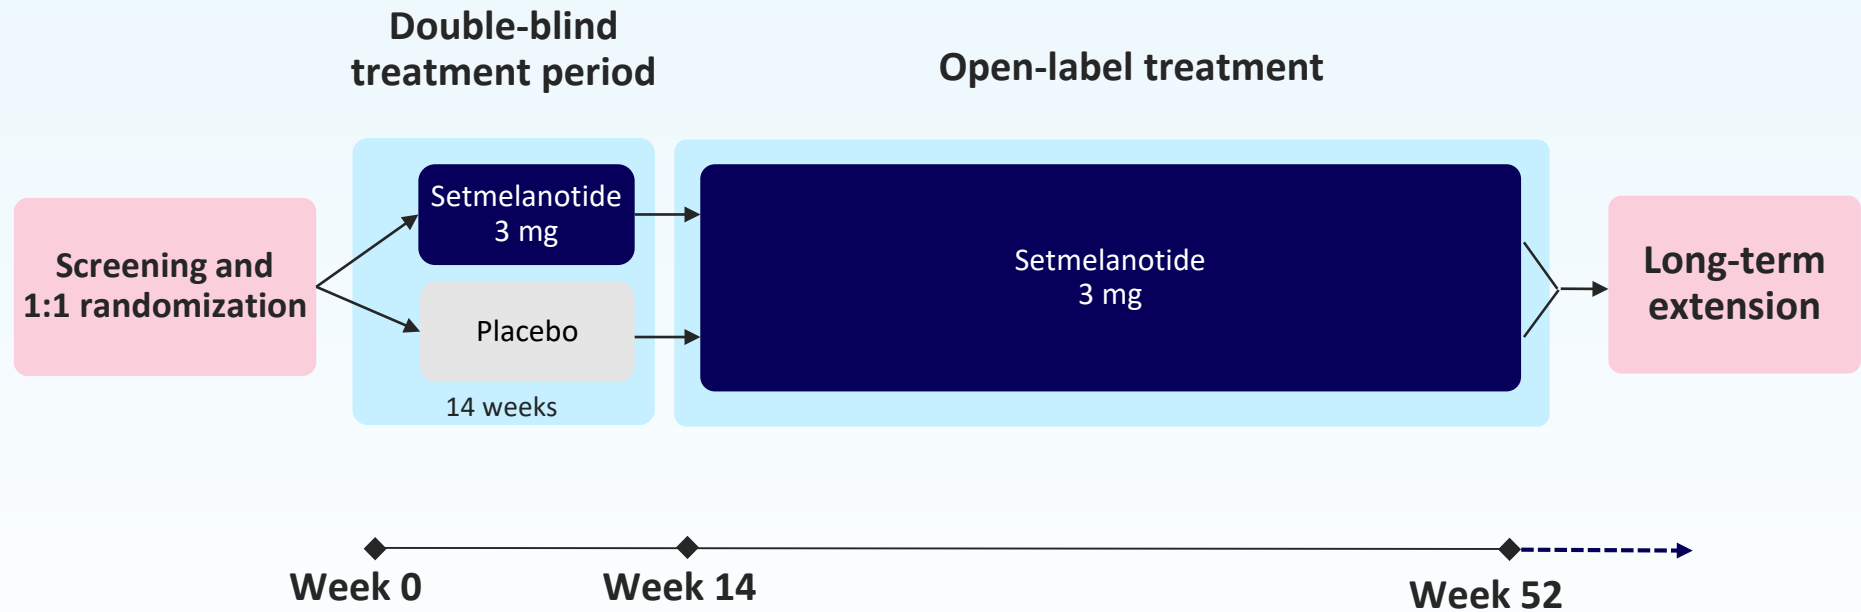 Double-blind
treatment period
Open-label treatment
Screening and
1:1 randomization
Setmelanotide
3 mg
Placebo
14 weeks
Setmelanotide
3 mg
Long-term
extension
Week 0
Week 14
Week 52